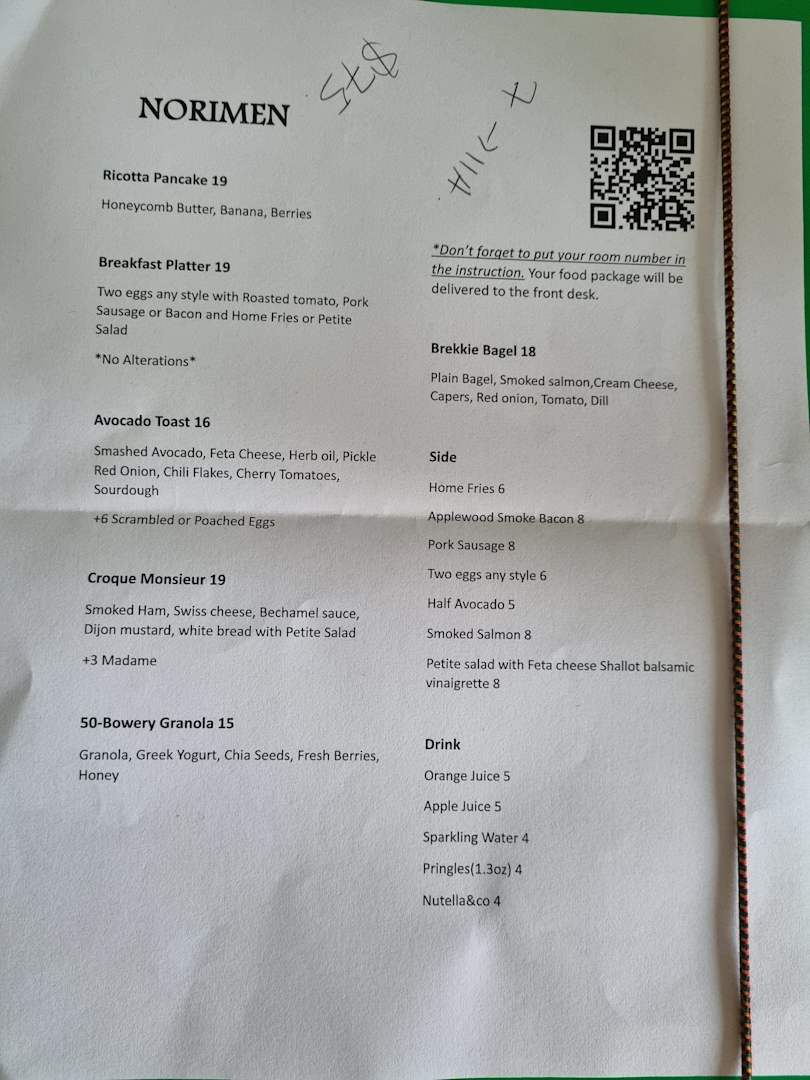 NORIMEN
Ricotta Pancake 19
Honeycomb Butter, Banana, Berries
Breakfast Platter 19
Two eggs any style with Roasted tomato, Pork
Sausage or Bacon and Home Fries or Petite
Salad
*No Alterations*
Avocado Toast 16
Smashed Avocado, Feta Cheese, Herb oil, Pickle
Red Onion, Chili Flakes, Cherry Tomatoes,
Sourdough
+6 Scrambled or Poached Eggs
Croque Monsieur 19
Smoked Ham, Swiss cheese, Bechamel sauce,
Dijon mustard, white bread with Petite Salad
+3 Madame
50-Bowery Granola 15
Granola, Greek Yogurt, Chia Seeds, Fresh Berries,
Honey
*Don't forget to put your room number in
the instruction. Your food package will be
delivered to the front desk.
Brekkie Bagel 18
Plain Bagel, Smoked salmon,Cream Cheese,
Capers, Red onion, Tomato, Dill
Side
Home Fries 6
Applewood Smoke Bacon 8
Pork Sausage 8
Two eggs any style 6
Half Avocado 5
Smoked Salmon 8
Petite salad with Feta cheese Shallot balsamic
vinaigrette 8
Drink
Orange Juice 5
Apple Juice 5
Sparkling Water 4
Pringles(1.3oz) 4
Nutella&co 4